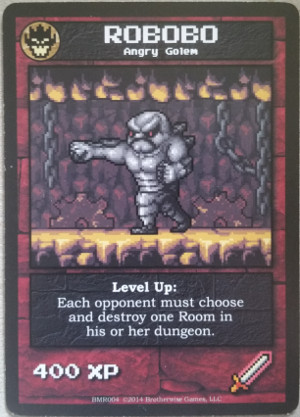 ROBOBO
Angry Golem
Level Up:
Each opponent must choose
and destroy one Room in
his or her dungeon.
400 XP
BMR004 ©2014 Brotherwise Games, LLC